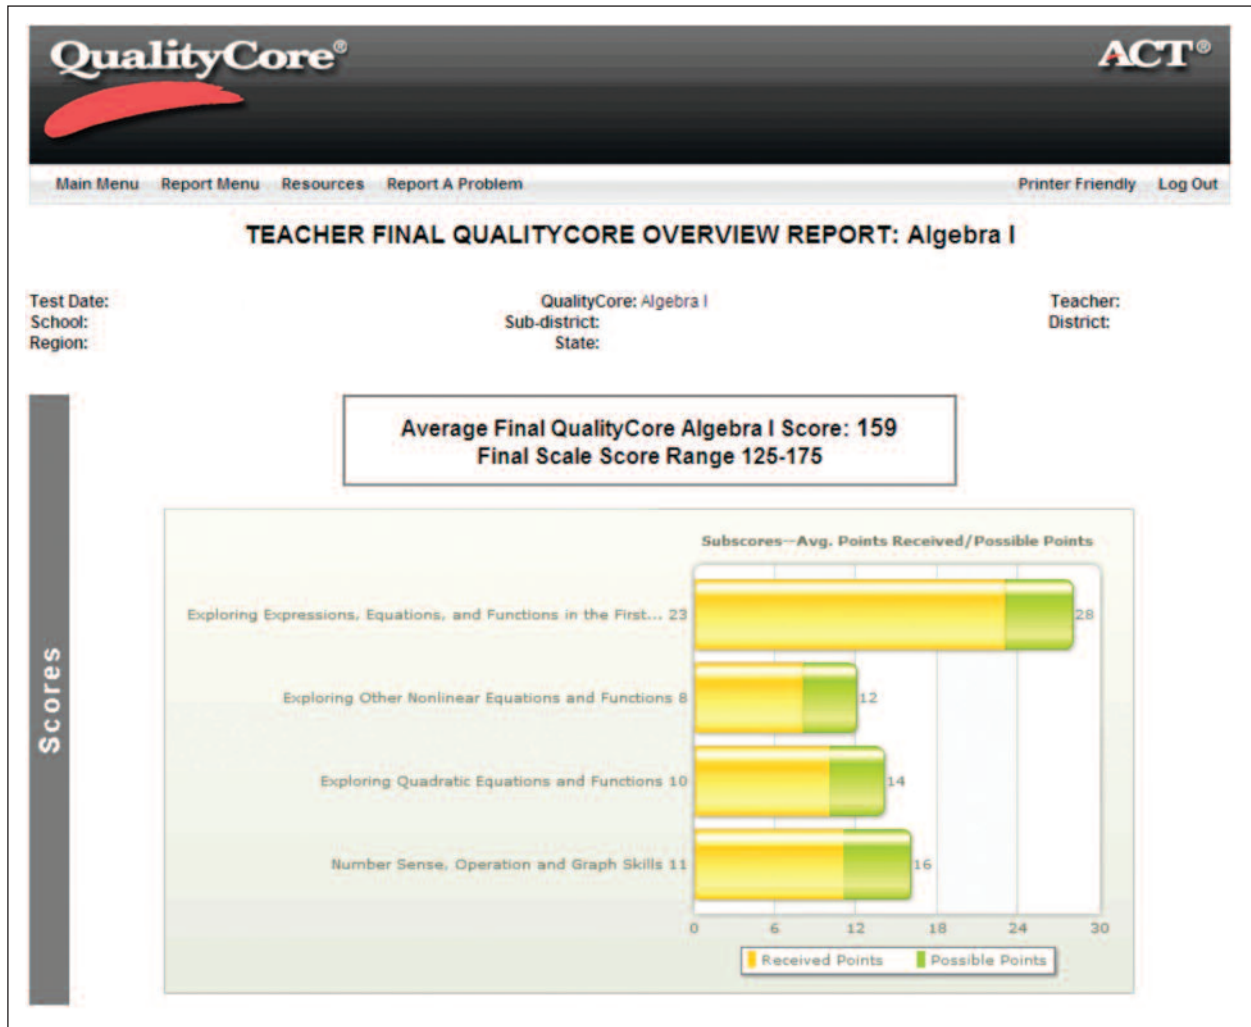 QualityCore®
ACT®
Main Menu Report Menu Resources Report A Problem Printer Friendly Log Out
TEACHER FINAL QUALITYCORE OVERVIEW REPORT: Algebra I
Test Date: QualityCore: Algebra I Teacher:
School: Sub-district: District:
Region: State:
Scores
Average Final QualityCore Algebra I Score: 159
Final Scale Score Range 125-175
Subscores—Avg. Points Received/Possible Points
Exploring Expressions, Equations, and Functions in the First... 23 28
Exploring Other Nonlinear Equations and Functions 8 12
Exploring Quadratic Equations and Functions 10 14
Number Sense, Operation and Graph Skills 11 16
0 6 12 18 24 30
Received Points Possible Points